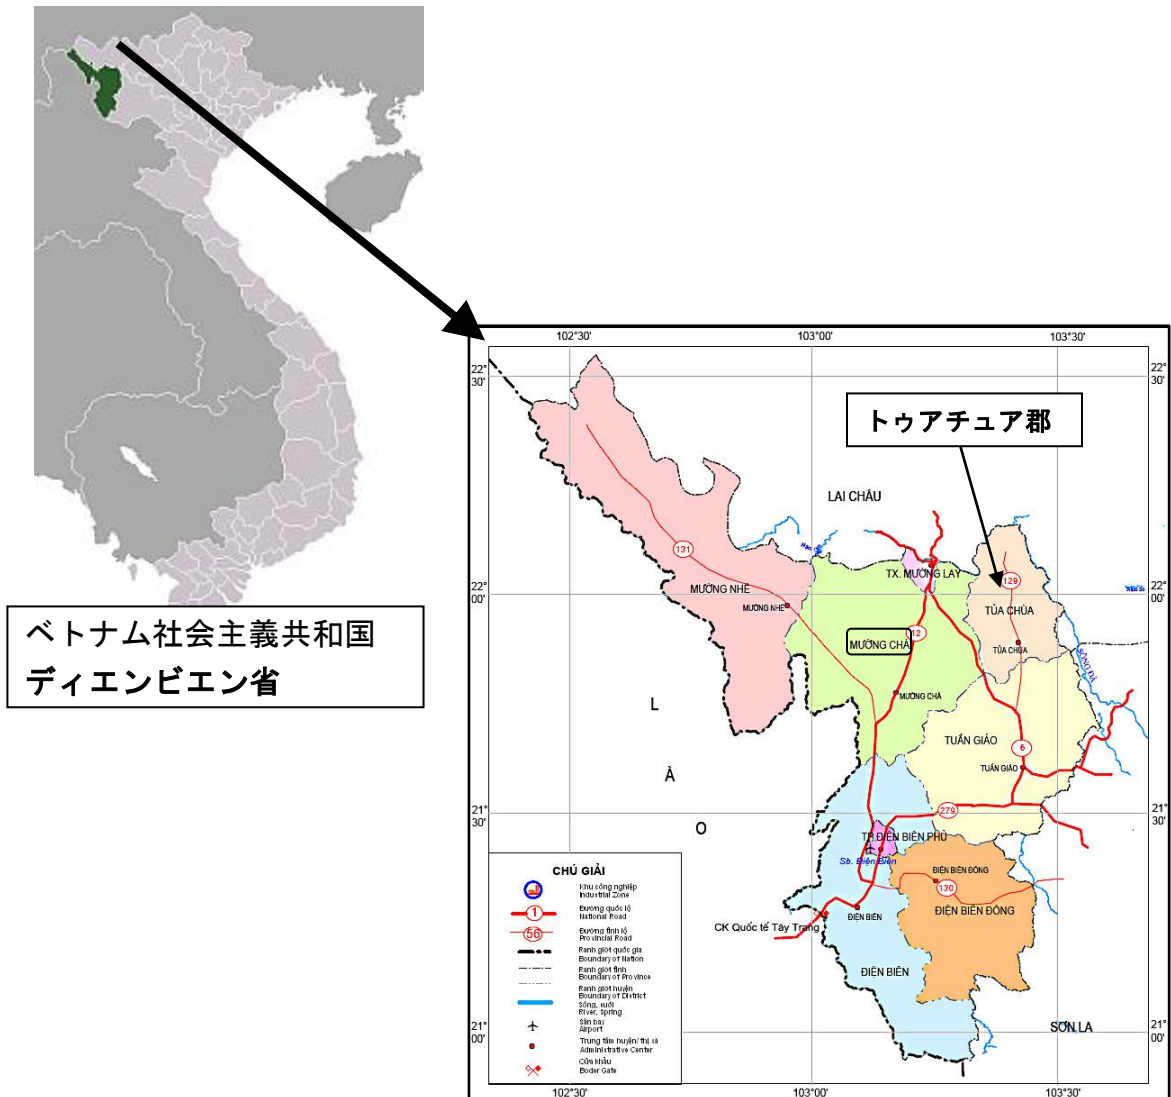 ベトナム社会主義共和国
ディエンビエン省
102°30'
103°00'
103°30'
22°
30'
22°
30'
トゥアチュア郡
LAI CHÂU
131
TX. MƯỜNG LAY
129
MƯỜNG NHÉ
MƯỜNG NHÉ
22°
00'
22°
00'
TỦA CHÙA
12
MƯỜNG CHÀ
TỦA CHÙA
SÔNG ĐÀ
MƯỜNG CHÀ
L
À
O
TUẦN GIÁO
6
TUẦN GIÁO
21°
30'
21°
30'
279
TP.ĐIỆN BIÊN PHỦ
Sb. Điện Biên
ĐIỆN BIÊN ĐÔNG
130
ĐIỆN BIÊN ĐÔNG
ĐIỆN BIÊN
CK Quốc tế Tây Trang
ĐIỆN BIÊN
SƠN LA
21°
00'
21°
00'
CHÚ GIẢI
Khu công nghiệp
Industrial Zone
1
Đường quốc lộ
National Road
56
Đường tỉnh lộ
Provincial Road
Ranh giới quốc gia
Boundary of Nation
Ranh giới tỉnh
Boundary of Province
Ranh giới huyện
Boundary of District
Sông, suối
River, Spring
Sân bay
Airport
Trung tâm huyện/ thị xã
Administrative Center
Cửa khẩu
Boder Gate
102°30'
103°00'
103°30'